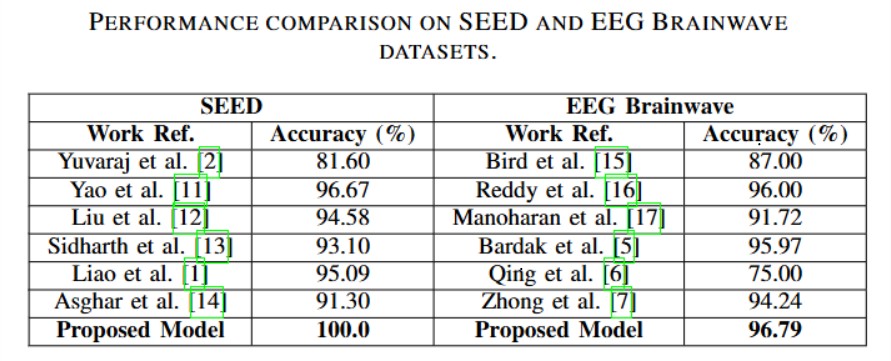 PERFORMANCE COMPARISON ON SEED AND EEG BRAINWAVE
DATASETS.
SEED EEG Brainwave
Work Ref. Accuracy (%) Work Ref. Accuracy (%)
Yuvaraj et al. [2] 81.60 Bird et al. [15] 87.00
Yao et al. [11] 96.67 Reddy et al. [16] 96.00
Liu et al. [12] 94.58 Manoharan et al. [17] 91.72
Sidharth et al. [13] 93.10 Bardak et al. [5] 95.97
Liao et al. [1] 95.09 Qing et al. [6] 75.00
Asghar et al. [14] 91.30 Zhong et al. [7] 94.24
Proposed Model 100.0 Proposed Model 96.79